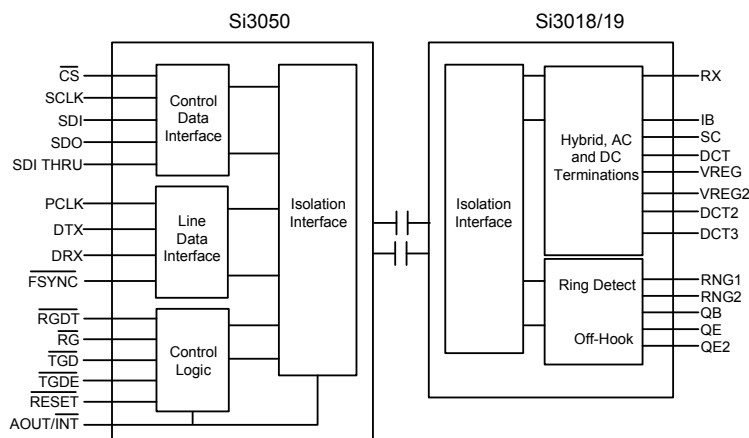 Si3050
Si3018/19
CS
SCLK
SDI
SDO
SDI THRU
PCLK
DTX
DRX
FSYNC
RGDT
RG
TGD
TGDE
RESET
AOUT/INT
Control
Data
Interface
Line
Data
Interface
Control
Logic
Isolation
Interface
Isolation
Interface
Hybrid, AC
and DC
Terminations
Ring Detect
Off-Hook
RX
IB
SC
DCT
VREG
VREG2
DCT2
DCT3
RNG1
RNG2
QB
QE
QE2